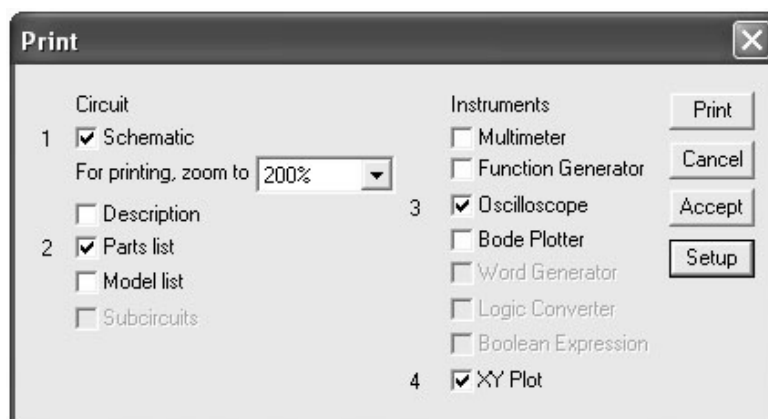 Print
Circuit
1 Schematic
For printing, zoom to 200%
Description
2 Parts list
Model list
Subcircuits
Instruments
Multimeter
Function Generator
3 Oscilloscope
Bode Plotter
Word Generator
Logic Converter
Boolean Expression
4 XY Plot
Print
Cancel
Accept
Setup